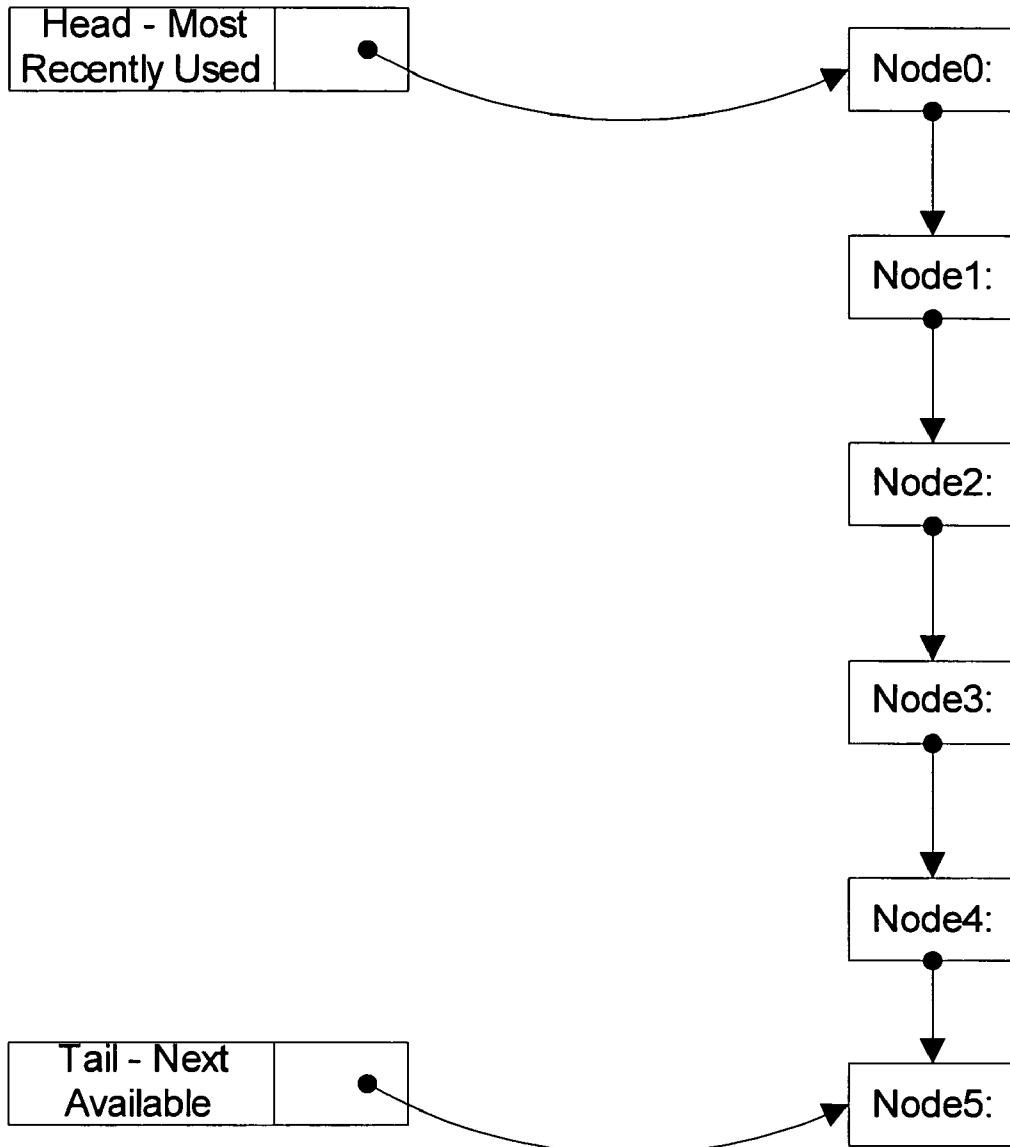 Head - Most
Recently Used
Node0:
Node1:
Node2:
Node3:
Node4:
Tail - Next
Available
Node5: